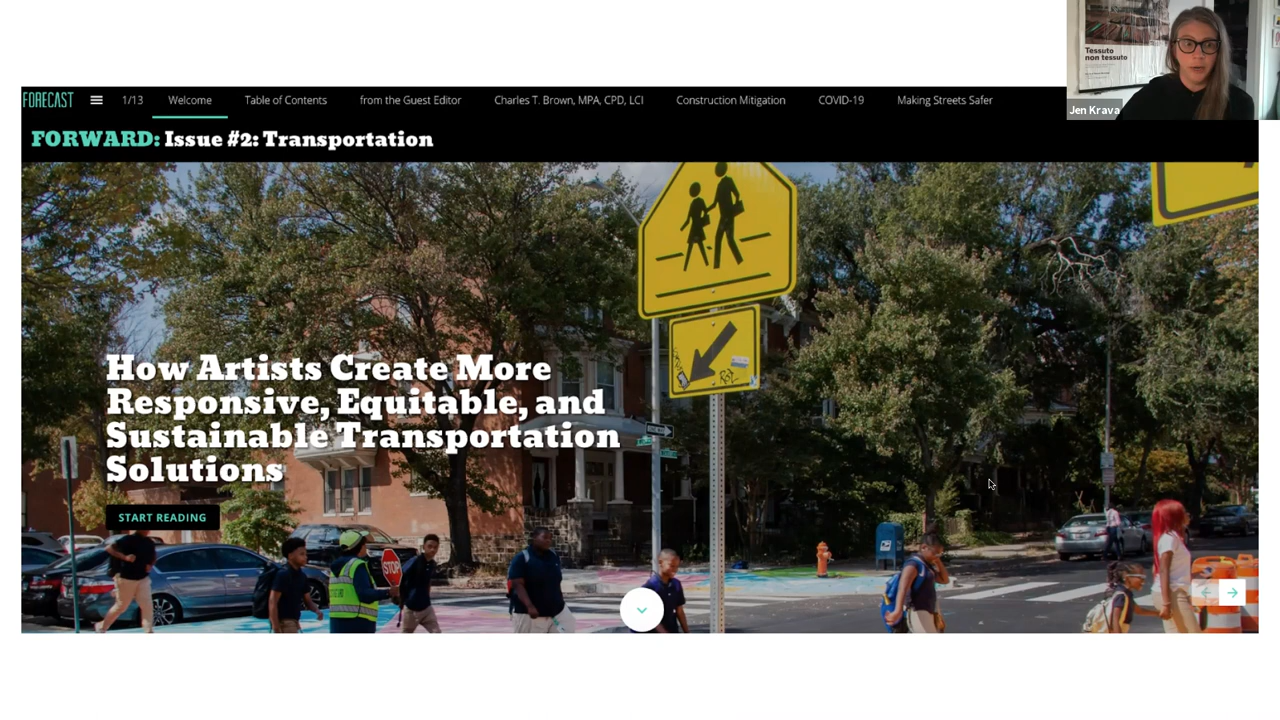 Tessuto
non tessuto
Jen Krava
FORECAST
1/13
Welcome
Table of Contents
from the Guest Editor
Charles T. Brown, MPA, CPD, LCI
Construction Mitigation
COVID-19
Making Streets Safer
FORWARD: Issue #2: Transportation
How Artists Create More
Responsive, Equitable, and
Sustainable Transportation
Solutions
START READING
STOP